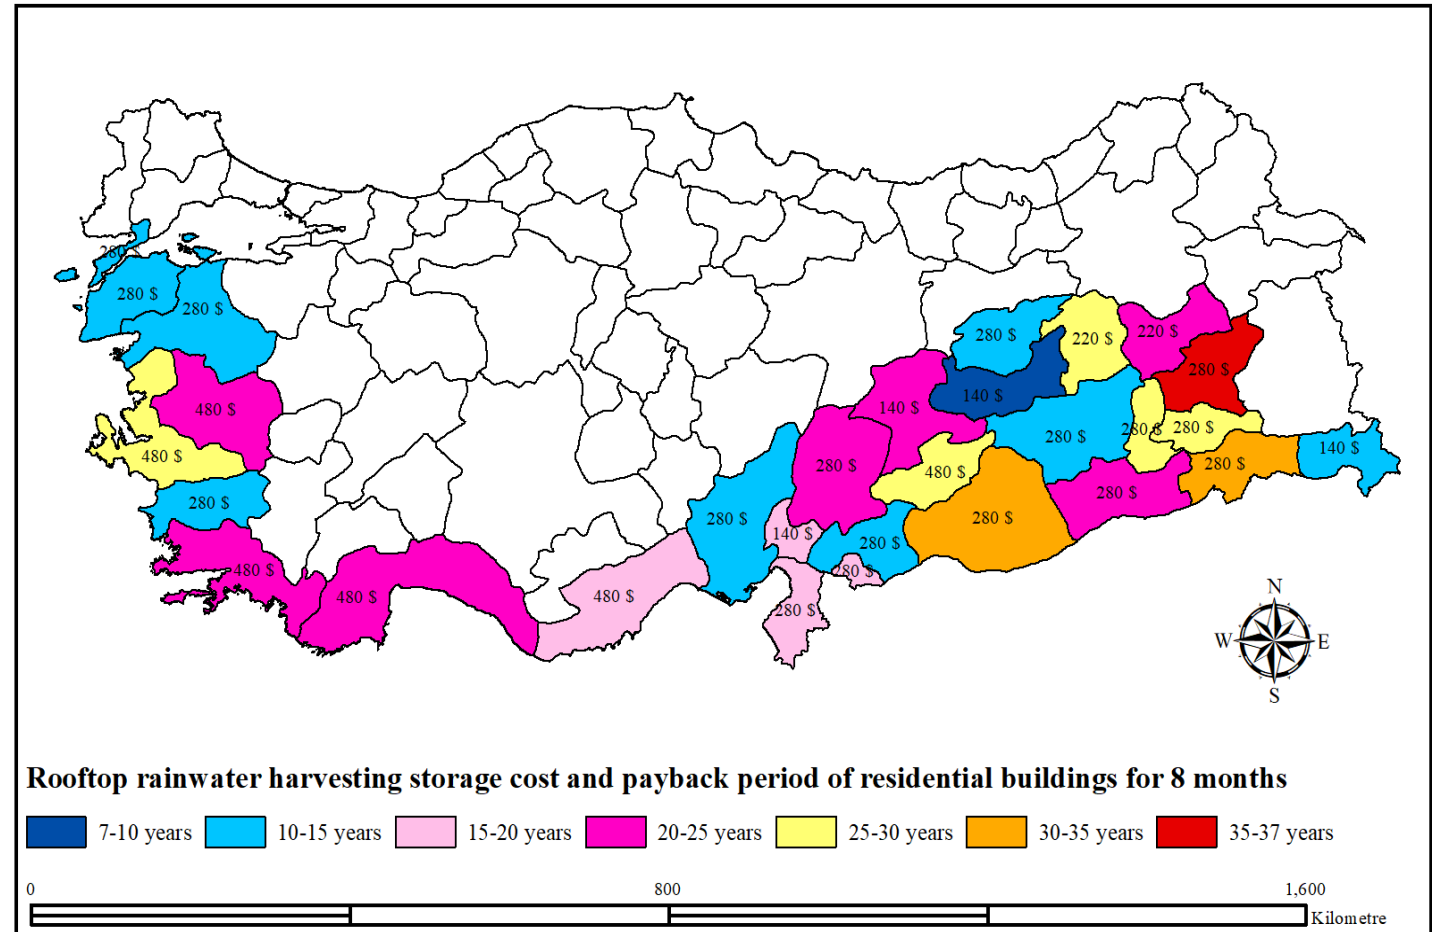 280 $
280 $
280 $
280 $
220 $
220 $
280 $
140 $
140 $
480 $
280 $
280 $
280 $
140 $
480 $
280 $
480 $
280 $
280 $
280 $
280 $
280 $
140 $
280 $
480 $
280 $
480 $
480 $
280 $
N
W
E
S
Rooftop rainwater harvesting storage cost and payback period of residential buildings for 8 months
7-10 years
10-15 years
15-20 years
20-25 years
25-30 years
30-35 years
35-37 years
0
800
1,600
Kilometre